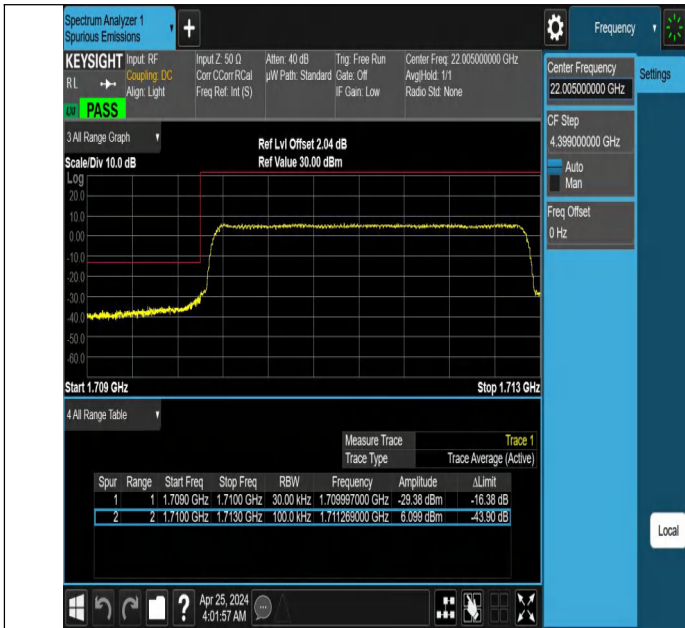 Spectrum Analyzer 1
Spurious Emissions
Frequency
KEYSIGHT
RL
Input: RF
Coupling: DC
Align: Light
Input Z: 50 Ω
Corr CCorr RCal
Freq Ref: Int (S)
Atten: 40 dB
µW Path: Standard
Trig: Free Run
Gate: Off
IF Gain: Low
Center Freq: 22.005000000 GHz
Avg|Hold: 1/1
Radio Std: None
PASS
Center Frequency
22.005000000 GHz
Settings
CF Step
4.399000000 GHz
Auto
Man
Freq Offset
0 Hz
3 All Range Graph
Scale/Div 10.0 dB
Ref Lvl Offset 2.04 dB
Ref Value 30.00 dBm
Log
20.0
10.0
0.00
-10.0
-20.0
-30.0
-40.0
-50.0
-60.0
Start 1.709 GHz
Stop 1.713 GHz
4 All Range Table
Measure Trace Trace 1
Trace Type Trace Average (Active)
Spur Range Start Freq Stop Freq RBW Frequency Amplitude ΔLimit
1 1 1.7090 GHz 1.7100 GHz 30.00 kHz 1.709997000 GHz -29.38 dBm -16.38 dB
2 2 1.7100 GHz 1.7130 GHz 100.0 kHz 1.711269000 GHz 6.099 dBm -43.90 dB
Local
?
Apr 25, 2024
4:01:57 AM